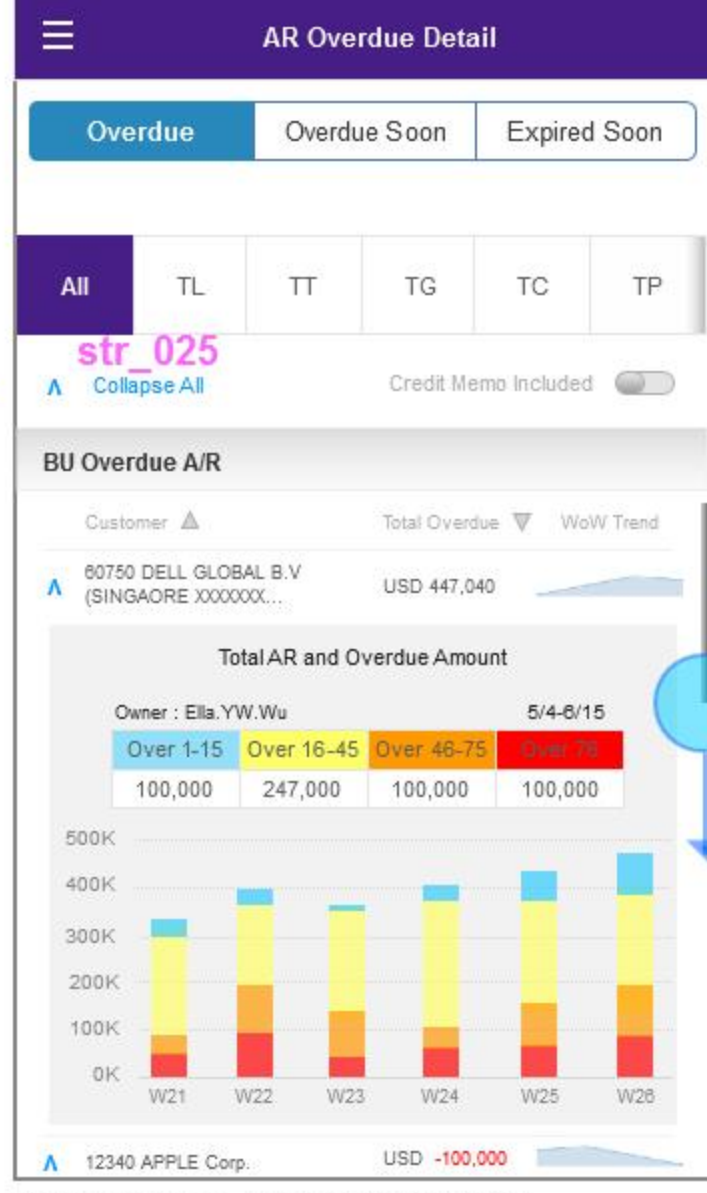 AR Overdue Detail
Overdue Overdue Soon Expired Soon
All TL TT TG TC TP
str_025
Collapse All Credit Memo Included
BU Overdue A/R
Customer Total Overdue WoW Trend
60750 DELL GLOBAL B.V USD 447,040
(SINGAORE XXXXXXX...
Total AR and Overdue Amount
Owner : Ella.YW.Wu 5/4-6/15
Over 1-15 Over 16-45 Over 46-75 Over 76
100,000 247,000 100,000 100,000
500K
400K
300K
200K
100K
0K
W21 W22 W23 W24 W25 W26
12340 APPLE Corp. USD -100,000